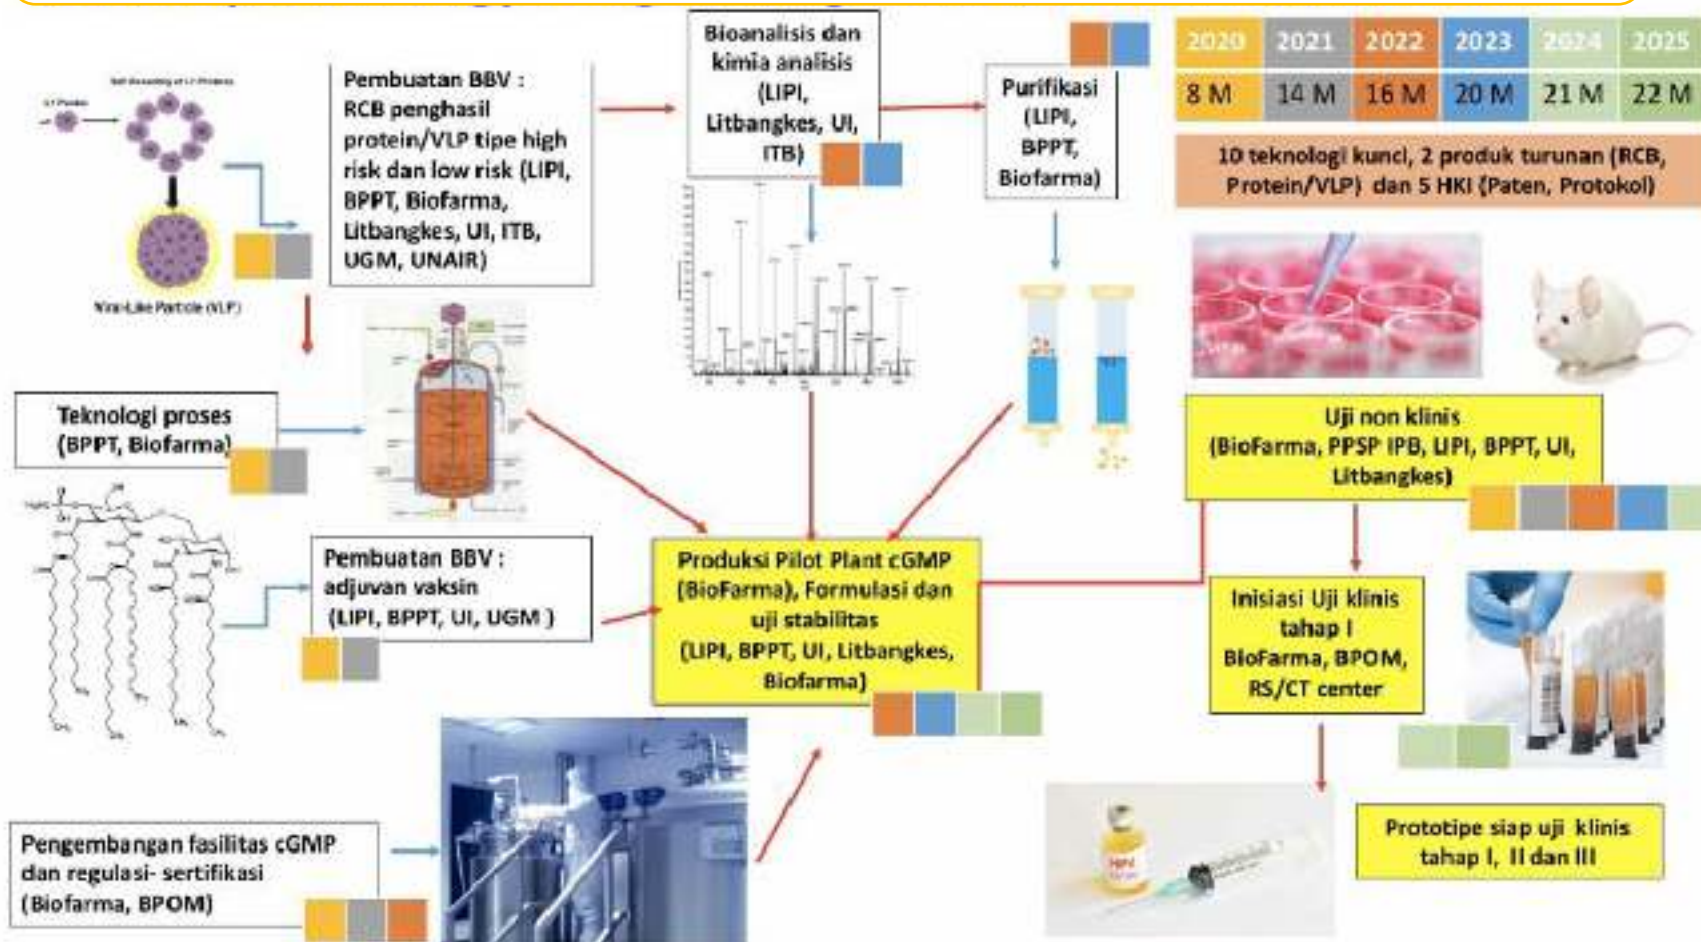 Bioanalisis dan
kimia analisis
(LIPI,
Litbangkes, UI,
ITB)
Pembuatan BBV :
RCB penghasil
protein/VLP tipe high
risk dan low risk (LIPI,
BPPT, Biofarma,
Litbangkes, UI, ITB,
UGM, UNAIR)
Purifikasi
(LIPI,
BPPT,
Biofarma)
2020 2021 2022 2023 2024 2025
8 M 14 M 16 M 20 M 21 M 22 M
10 teknologi kunci, 2 produk turunan (RCB,
Protein/VLP) dan 5 HKI (Paten, Protokol)
Viral-Like Particle (VLP)
Teknologi proses
(BPPT, Biofarma)
Uji non klinis
(BioFarma, PPSP IPB, LIPI, BPPT, UI,
Litbangkes)
Pembuatan BBV :
adjuvan vaksin
(LIPI, BPPT, UI, UGM )
Produksi Pilot Plant cGMP
(BioFarma), Formulasi dan
uji stabilitas
(LIPI, BPPT, UI, Litbangkes,
Biofarma)
Inisiasi Uji klinis
tahap I
BioFarma, BPOM,
RS/CT center
Pengembangan fasilitas cGMP
dan regulasi- sertifikasi
(Biofarma, BPOM)
HPV
Prototipe siap uji klinis
tahap I, II dan III